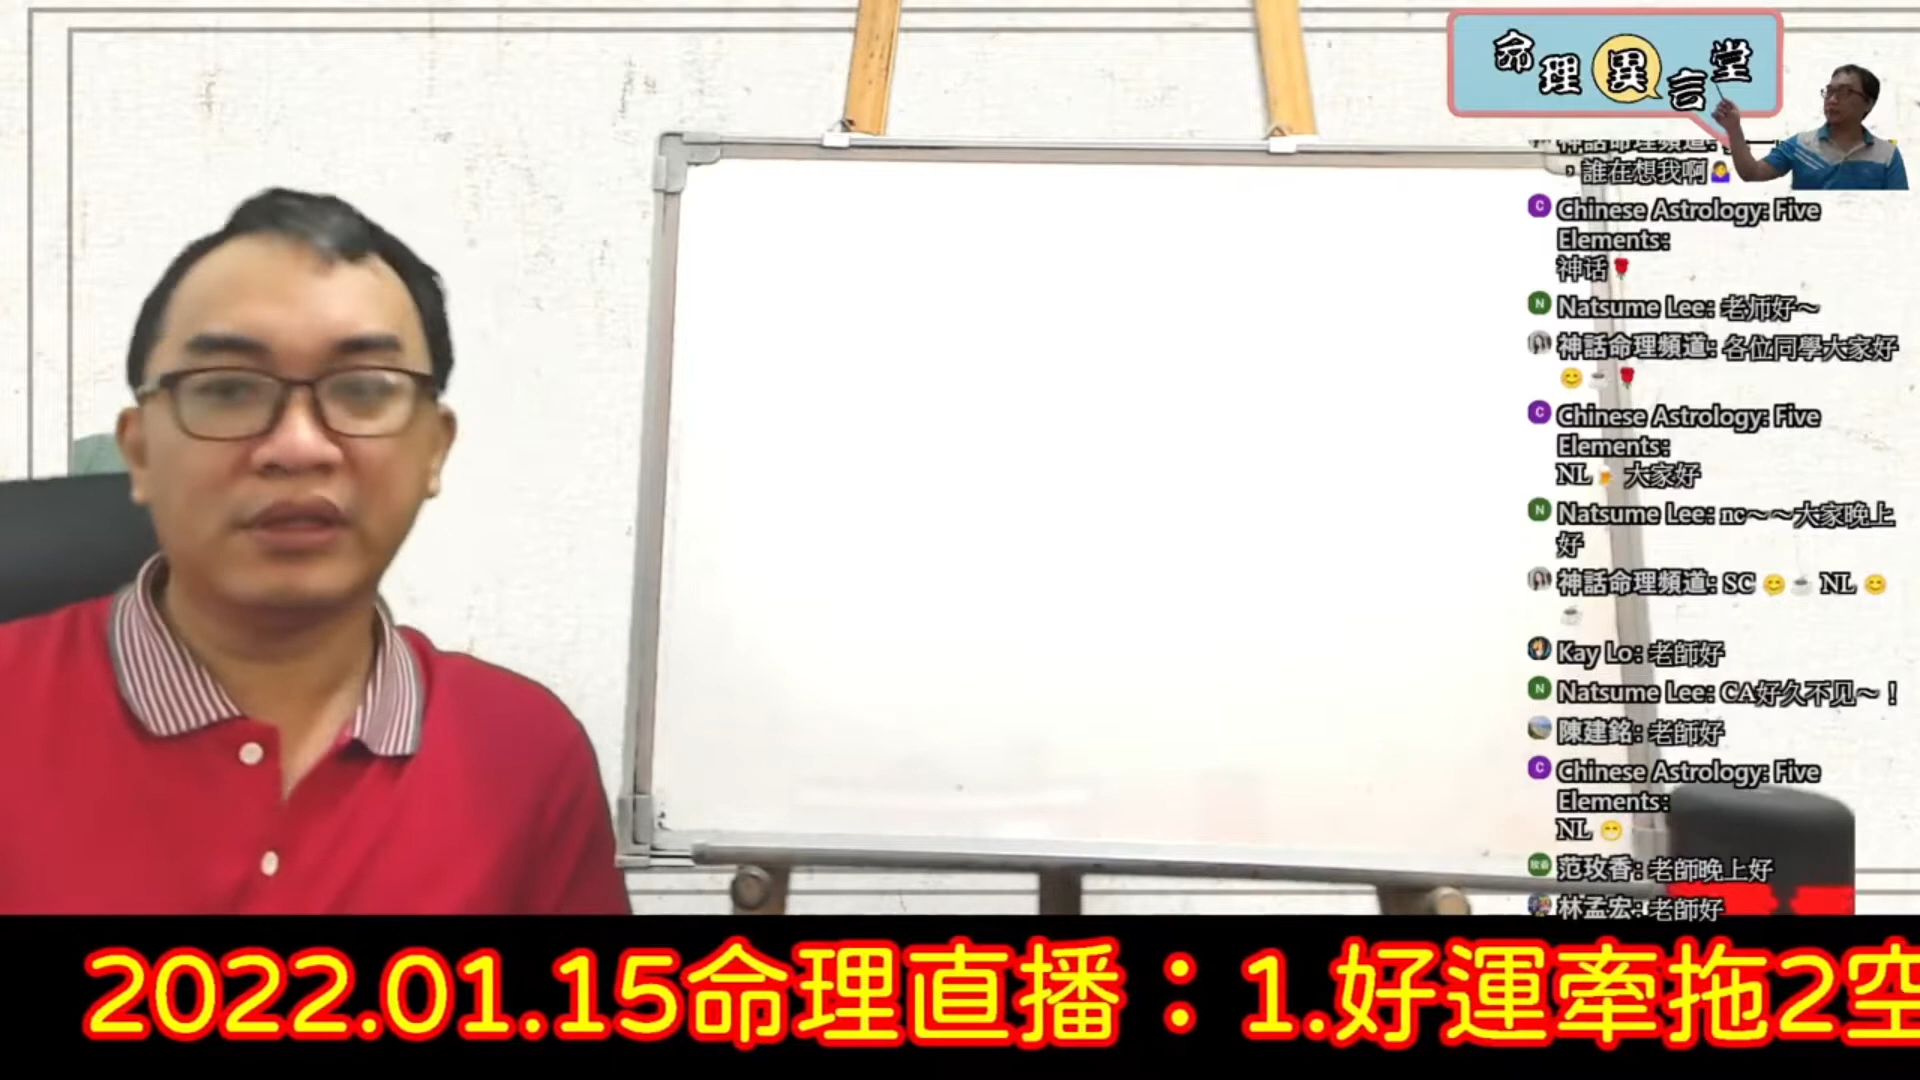 命理異言堂
，誰在想我啊
Chinese Astrology: Five
Elements:
神话
Natsume Lee: 老师好～
神話命理頻道: 各位同學大家好
Chinese Astrology: Five
Elements:
NL 大家好
Natsume Lee: nc～～大家晚上
好
神話命理頻道: SC NL
Kay Lo: 老師好
Natsume Lee: CA好久不见～！
陳建銘: 老師好
Chinese Astrology: Five
Elements:
NL
范玫香: 老師晚上好
林孟宏: 老師好
2022.01.15命理直播：1.好運牽拖2空